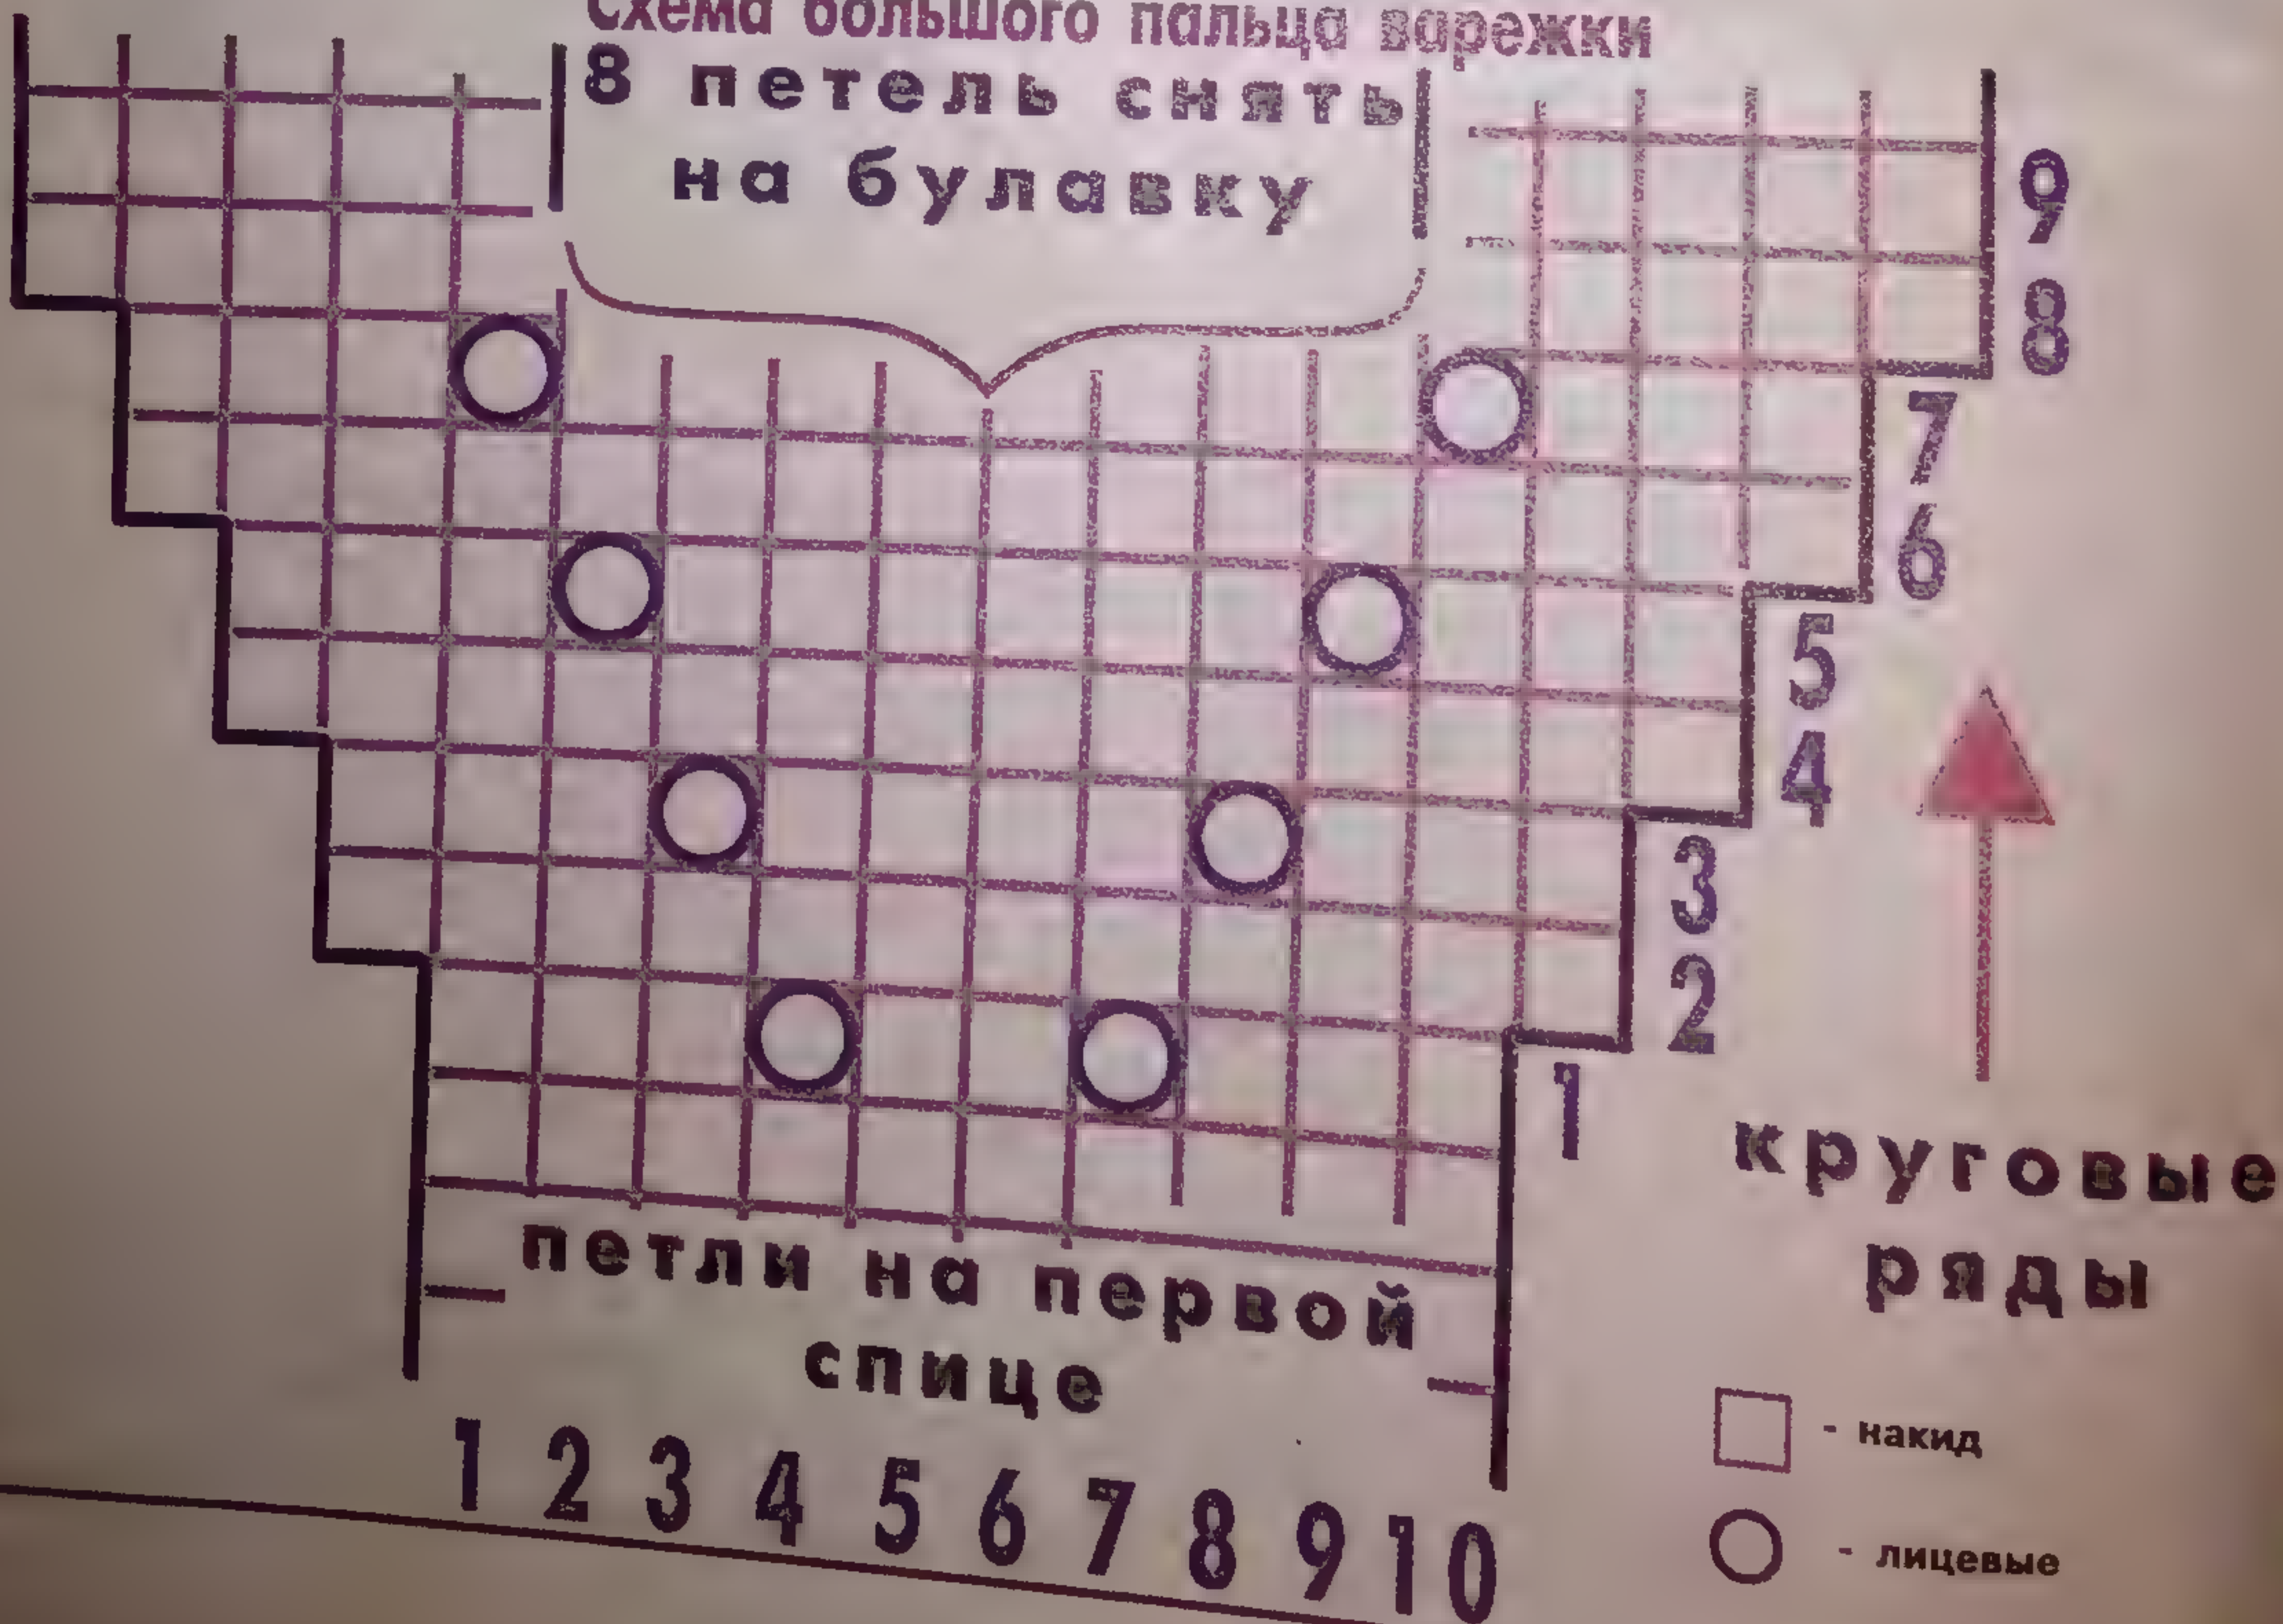 Схема большого пальца варежки
8 петель снять
на булавку
9
8
7
6
5
4
3
2
1
круговые
ряды
петли на первой
спице
1 2 3 4 5 6 7 8 9 10
- накид
- лицевые